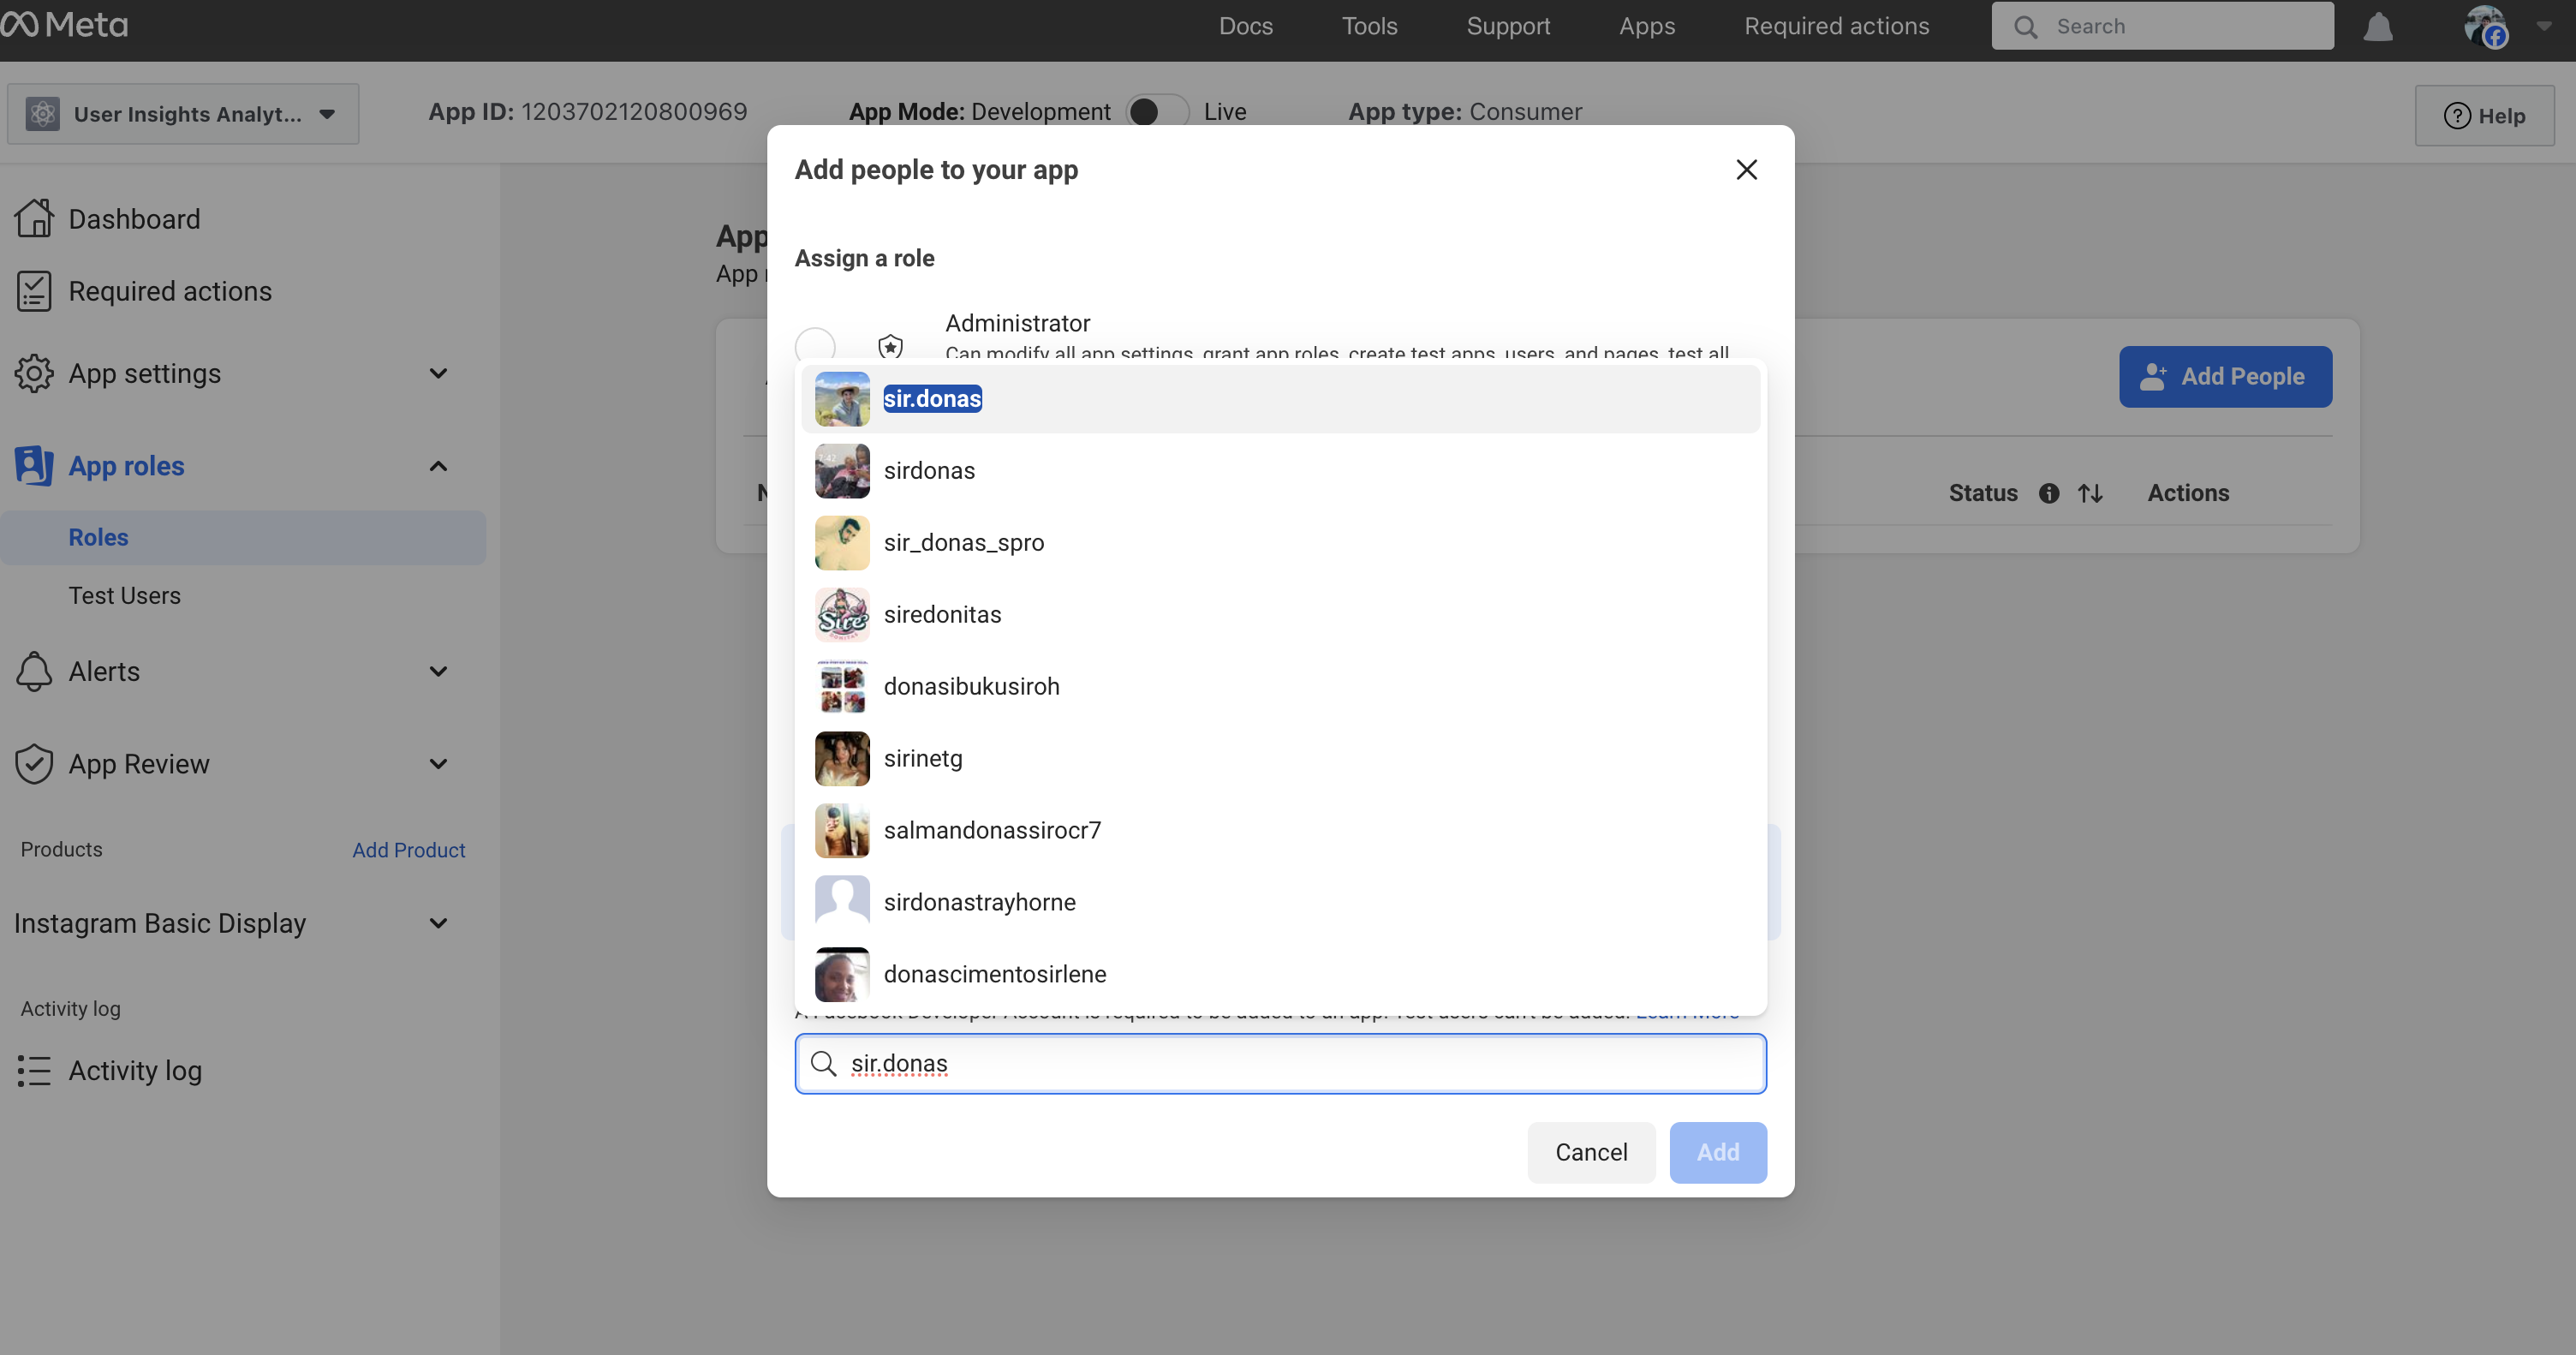 Meta
Docs
Tools
Support
Apps
Required actions
Search
User Insights Analyt...
App ID: 1203702120800969
App Mode: Development
Live
App type: Consumer
Help
Dashboard
Required actions
App settings
App roles
Roles
Test Users
Alerts
App Review
Products
Add Product
Instagram Basic Display
Activity log
Activity log
App
App
Add People
Status
Actions
Add people to your app
Assign a role
Administrator
Can modify all app settings, grant app roles, create test apps, users, and pages, test all
sir.donas
sirdonas
sir_donas_spro
siredonitas
donasibukusiroh
sirinetg
salmandonassirocr7
sirdonastrayhorne
donascimentosirlene
A Facebook Developer Account is required to be added to an app. Test users can't be added. Learn More
sir.donas
Cancel
Add